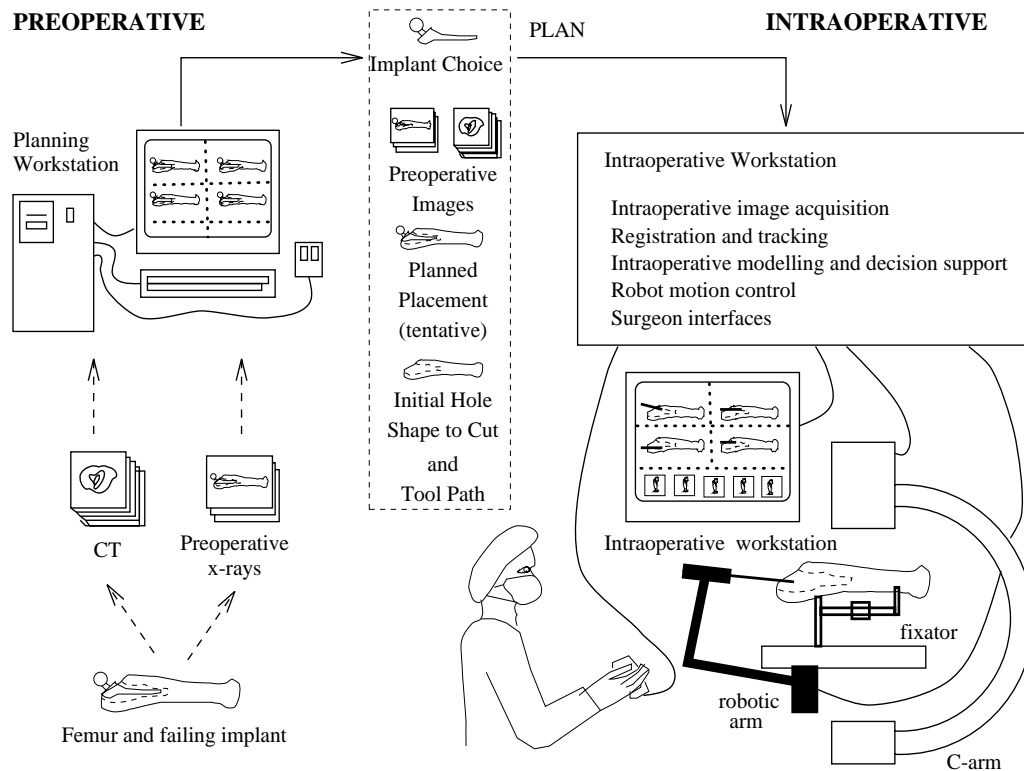 PREOPERATIVE
PLAN
INTRAOPERATIVE
Implant Choice
Planning
Workstation
Preoperative
Images
Planned
Placement
(tentative)
Initial Hole
Shape to Cut
and
Tool Path
Intraoperative Workstation
Intraoperative image acquisition
Registration and tracking
Intraoperative modelling and decision support
Robot motion control
Surgeon interfaces
CT
Preoperative
x-rays
Femur and failing implant
Intraoperative workstation
fixator
robotic
arm
C-arm